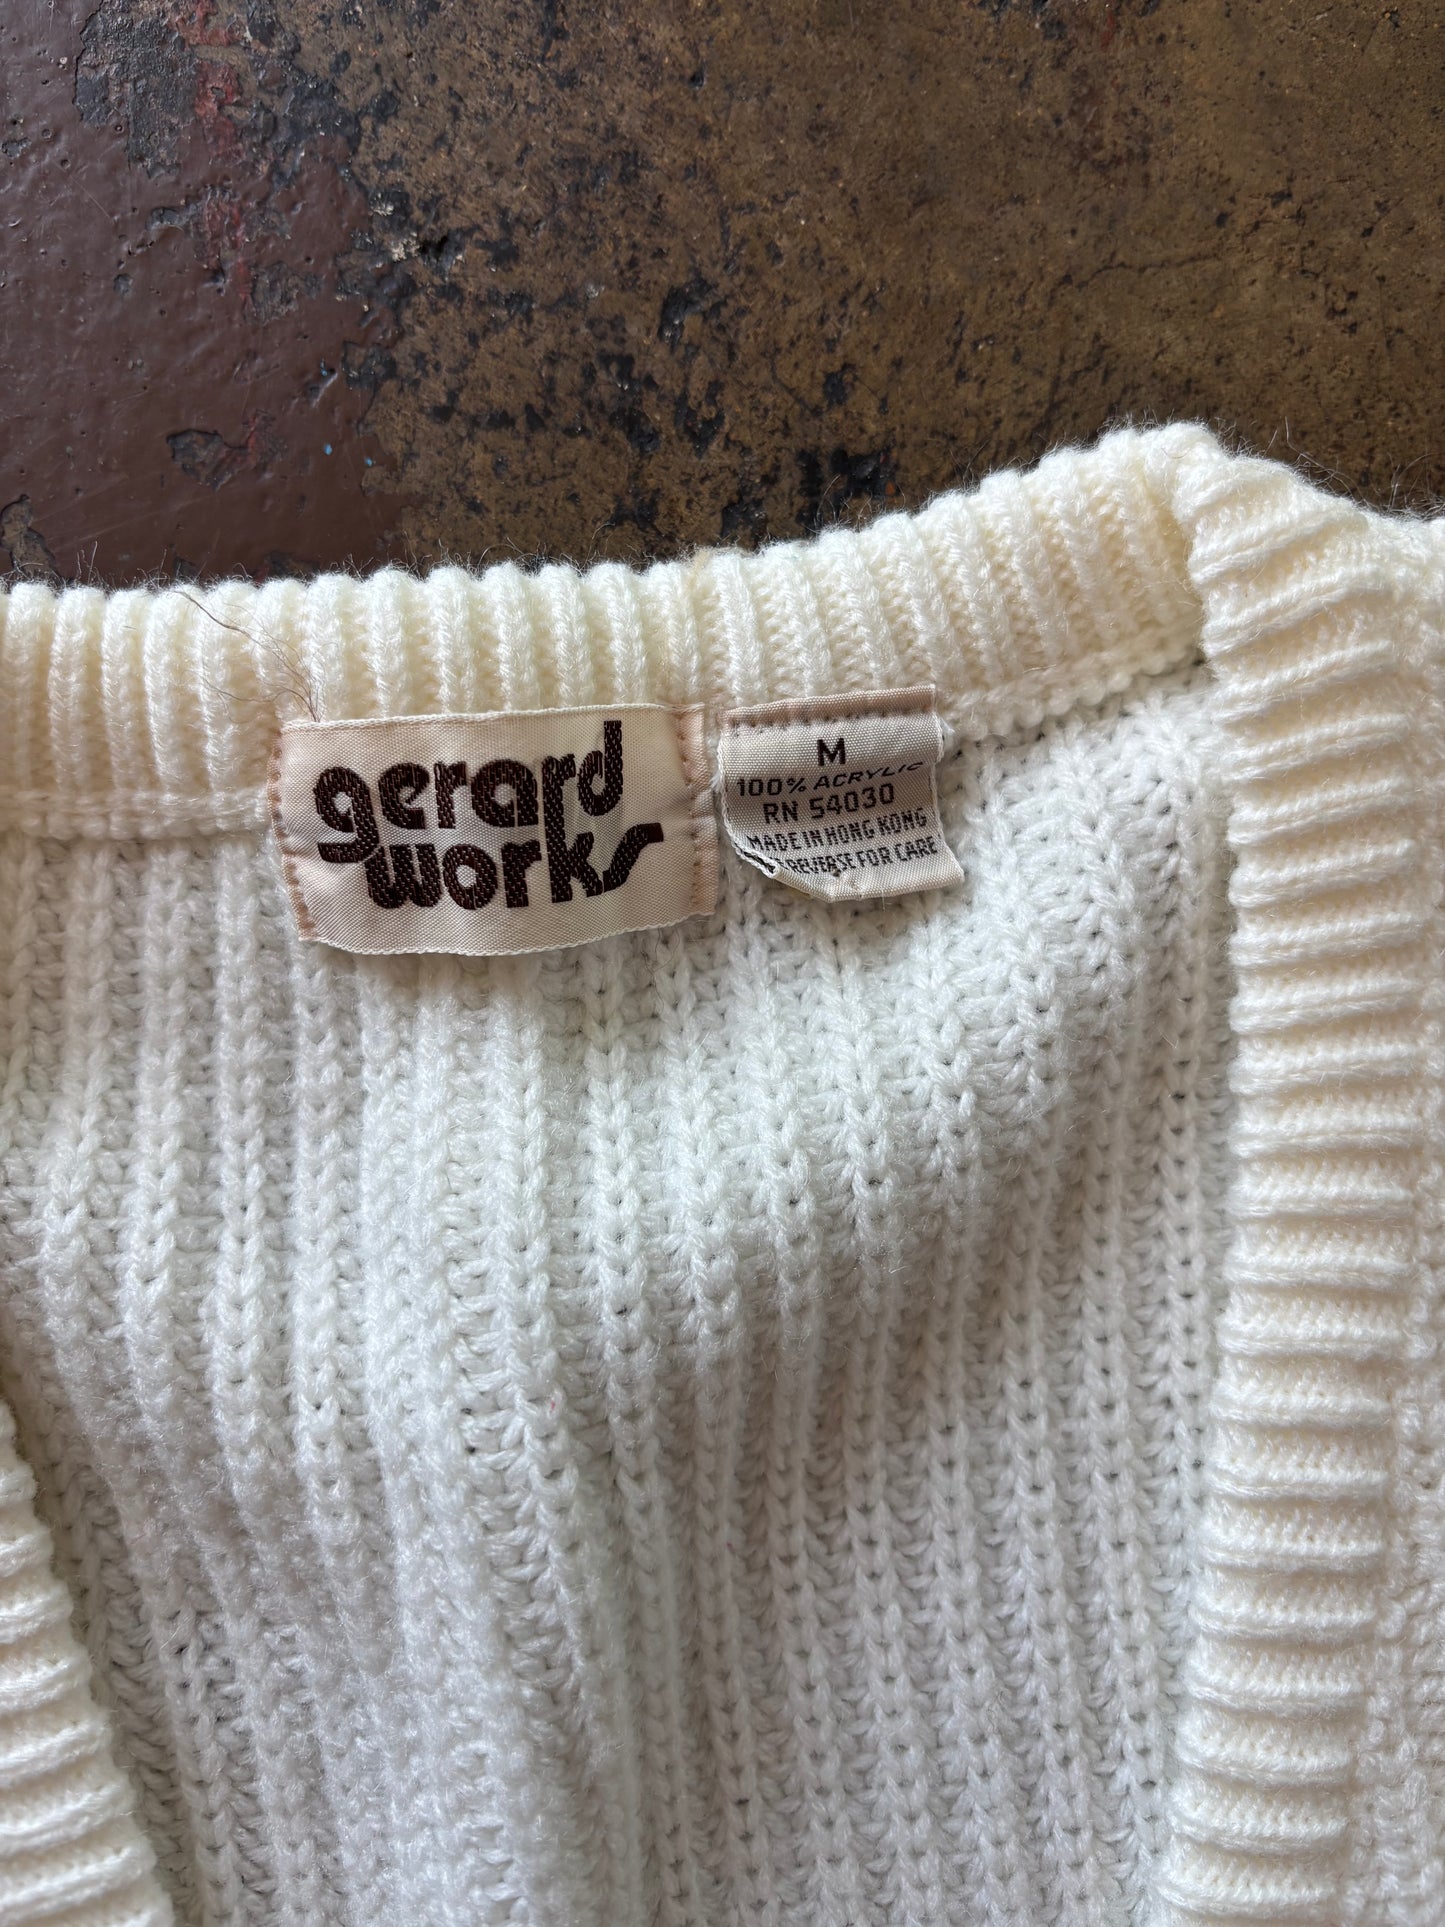 gerard
works
M
100% ACRYLIC
RN 54030
MADE IN HONG KONG
REVERSE FOR CARE